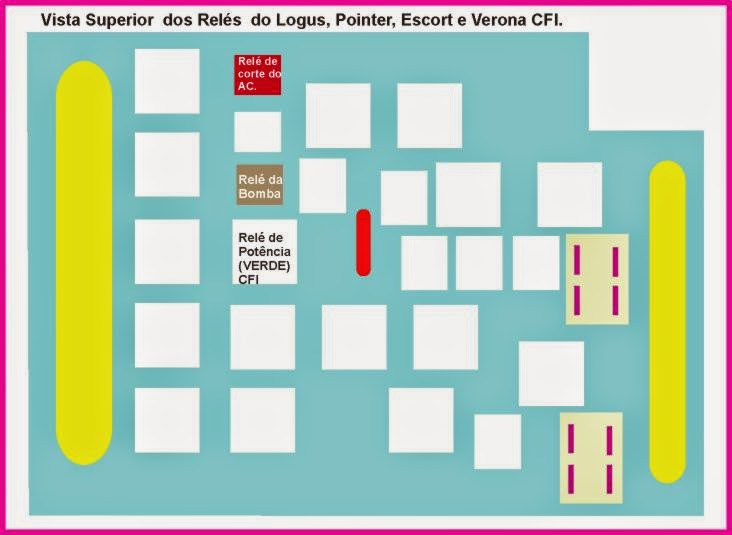 Vista Superior dos Relés do Logus, Pointer, Escort e Verona CFI.
Relé de
corte do
AC.
Relé da
Bomba
Relé de
Potência
(VERDE)
CFI